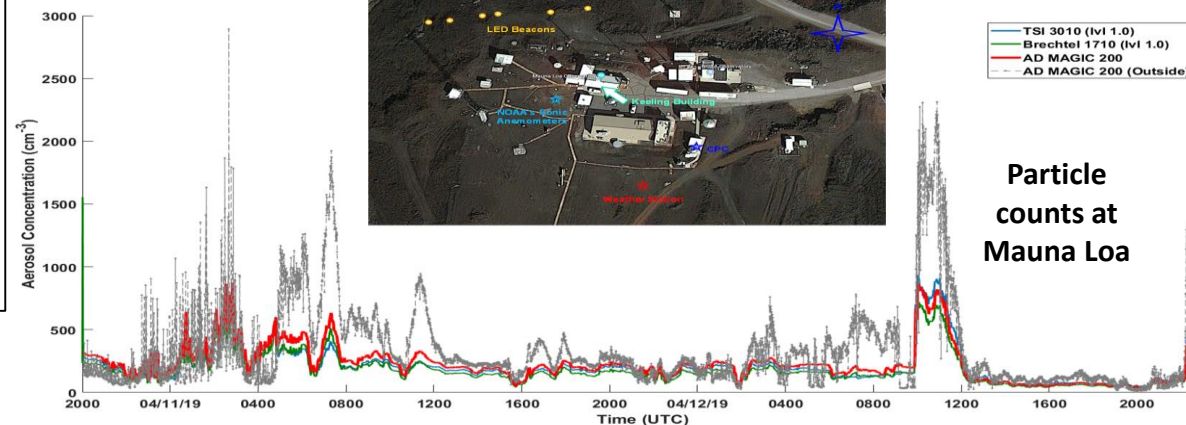 3000
2500
2000
1500
1000
500
0
Aerosol Concentration (cm⁻³)
LED Beacons
Keeling Building
NOAA's Sonic
Anemometers
CPC
Weather Station
TSI 3010 (lvl 1.0)
Brechtel 1710 (lvl 1.0)
AD MAGIC 200
AD MAGIC 200 (Outside)
Particle
counts at
Mauna Loa
2000 04/11/19 0400 0800 1200 1600 2000 04/12/19 0400 0800 1200 1600 2000
Time (UTC)